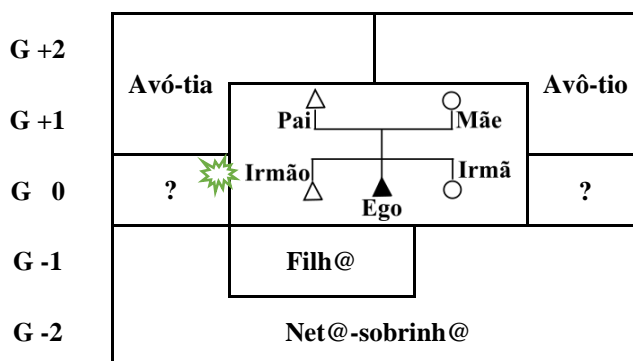 G +2
Avó-tia
Avô-tio
G +1
Pai
Mãe
Irmão
Irmã
G 0
?
?
Ego
G -1
Filh@
G -2
Net@-sobrinh@